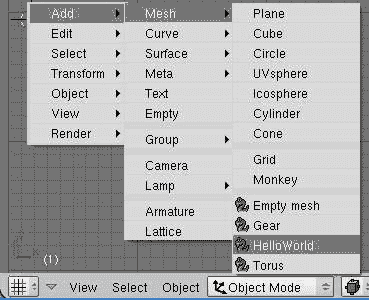 Add
Edit
Select
Transform
Object
View
Render
Mesh
Curve
Surface
Meta
Text
Empty
Group
Camera
Lamp
Armature
Lattice
Plane
Cube
Circle
UVsphere
Icosphere
Cylinder
Cone
Grid
Monkey
Empty mesh
Gear
HelloWorld
Torus
(1)
View Select Object Object Mode